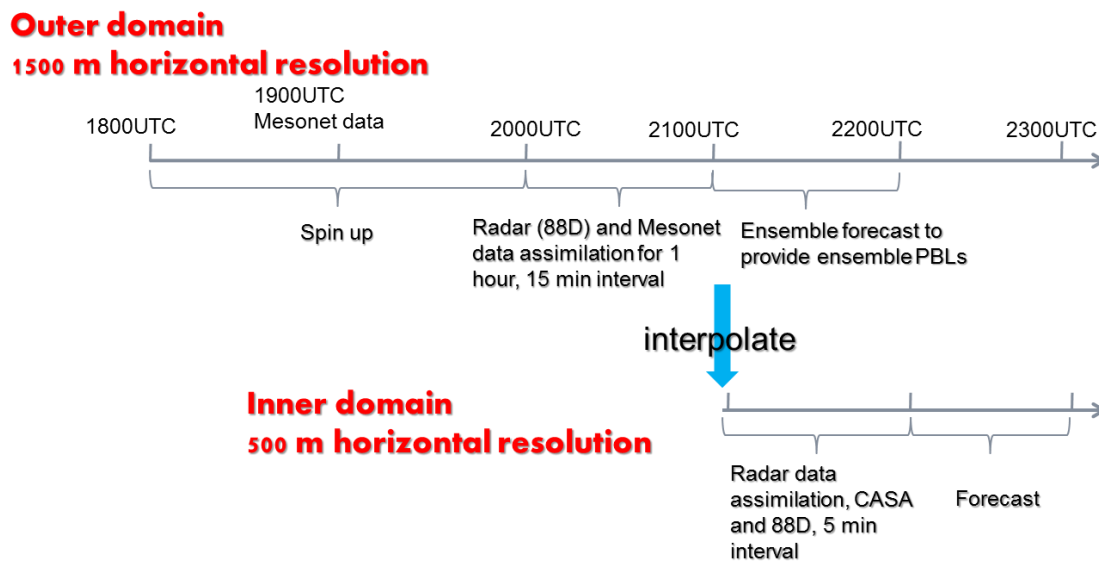 Outer domain
1500 m horizontal resolution
1900UTC
Mesonet data
1800UTC
2000UTC
2100UTC
2200UTC
2300UTC
Spin up
Radar (88D) and Mesonet
data assimilation for 1
hour, 15 min interval
Ensemble forecast to
provide ensemble PBLs
interpolate
Inner domain
500 m horizontal resolution
Radar data
assimilation, CASA
and 88D, 5 min
interval
Forecast